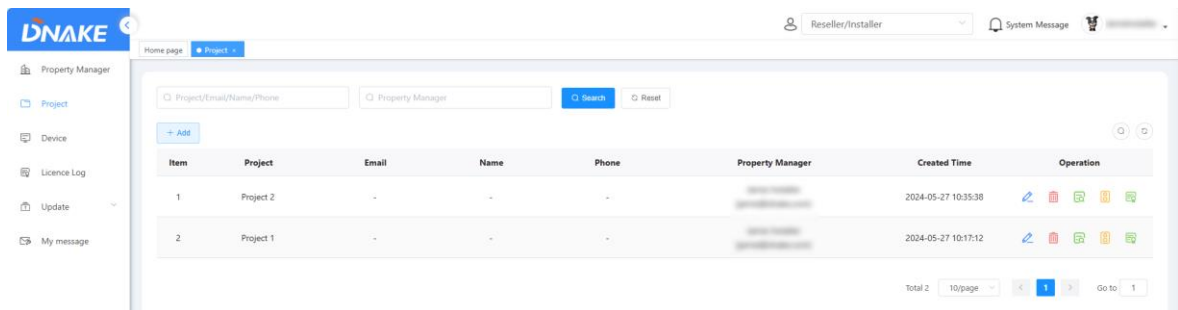 DNAKE
Reseller/Installer
System Message
Home page
Project ×
Property Manager
Project
Device
Licence Log
Update
My message
Project/Email/Name/Phone
Property Manager
Search
Reset
+ Add
Item Project Email Name Phone Property Manager Created Time Operation
1 Project 2 - - - 2024-05-27 10:35:38
2 Project 1 - - - 2024-05-27 10:17:12
Total 2 10/page < 1 > Go to 1